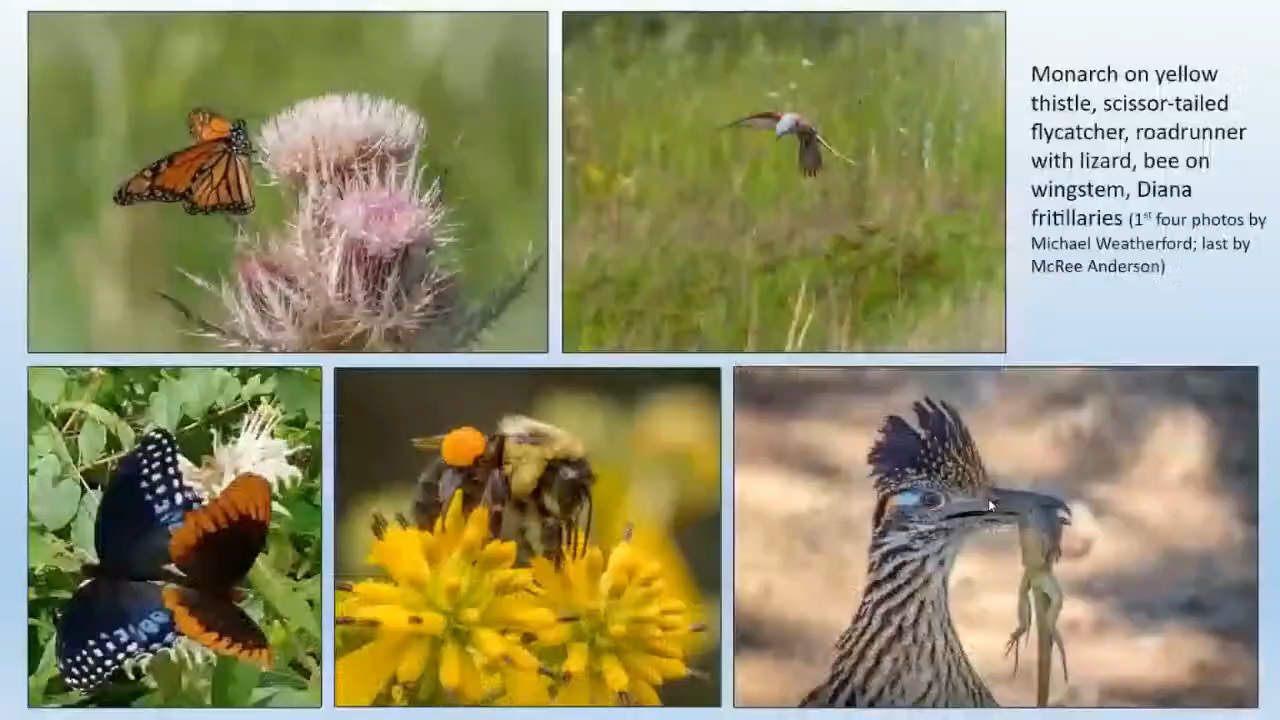 Monarch on yellow
thistle, scissor-tailed
flycatcher, roadrunner
with lizard, bee on
wingstem, Diana
fritillaries (1st four photos by
Michael Weatherford; last by
McRee Anderson)